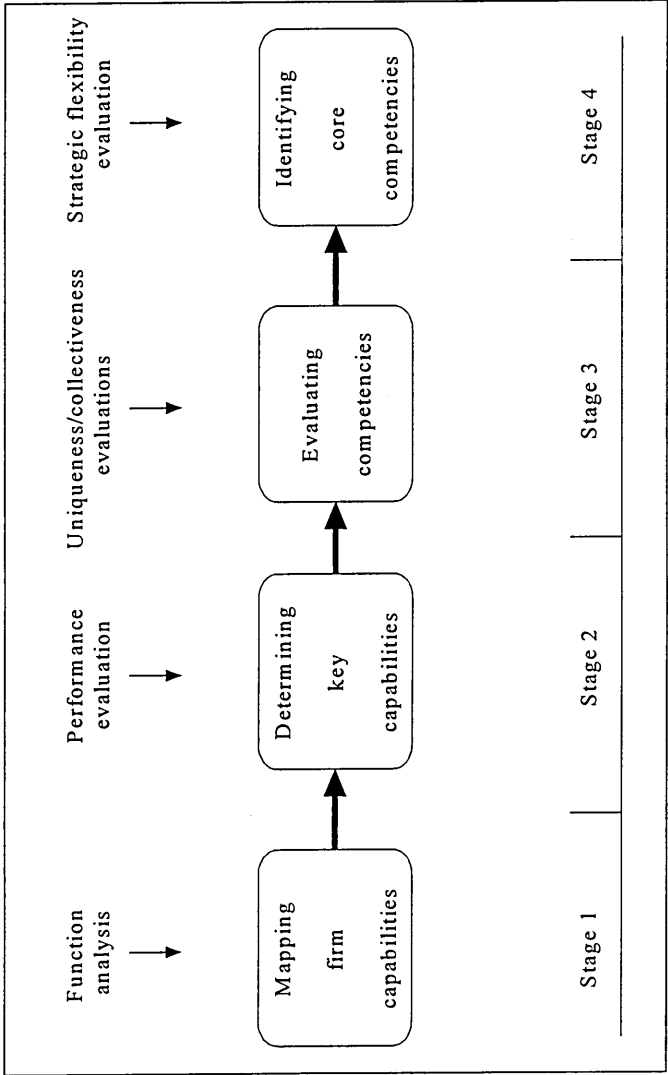 Function
analysis
Performance
evaluation
Uniqueness/collectiveness
evaluations
Strategic flexibility
evaluation
Mapping
firm
capabilities
Determining
key
capabilities
Evaluating
competencies
Identifying
core
competencies
Stage 1
Stage 2
Stage 3
Stage 4